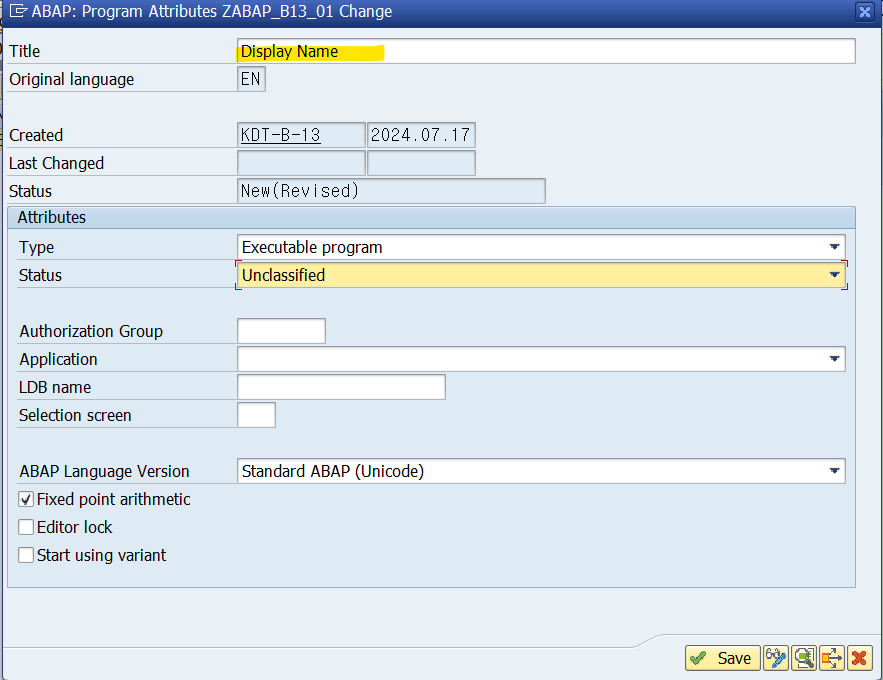 ABAP: Program Attributes ZABAP_B13_01 Change
Title Display Name
Original language EN
Created KDT-B-13 2024.07.17
Last Changed
Status New(Revised)
Attributes
Type Executable program
Status Unclassified
Authorization Group
Application
LDB name
Selection screen
ABAP Language Version Standard ABAP (Unicode)
Fixed point arithmetic
Editor lock
Start using variant
Save